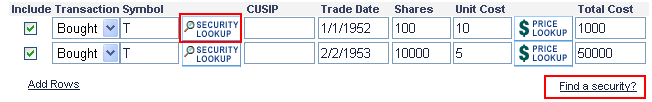 Include Transaction Symbol CUSIP Trade Date Shares Unit Cost Total Cost
Bought T SECURITY LOOKUP 1/1/1952 100 10 $ PRICE LOOKUP 1000
Bought T SECURITY LOOKUP 2/2/1953 10000 5 $ PRICE LOOKUP 50000
Add Rows Find a security?